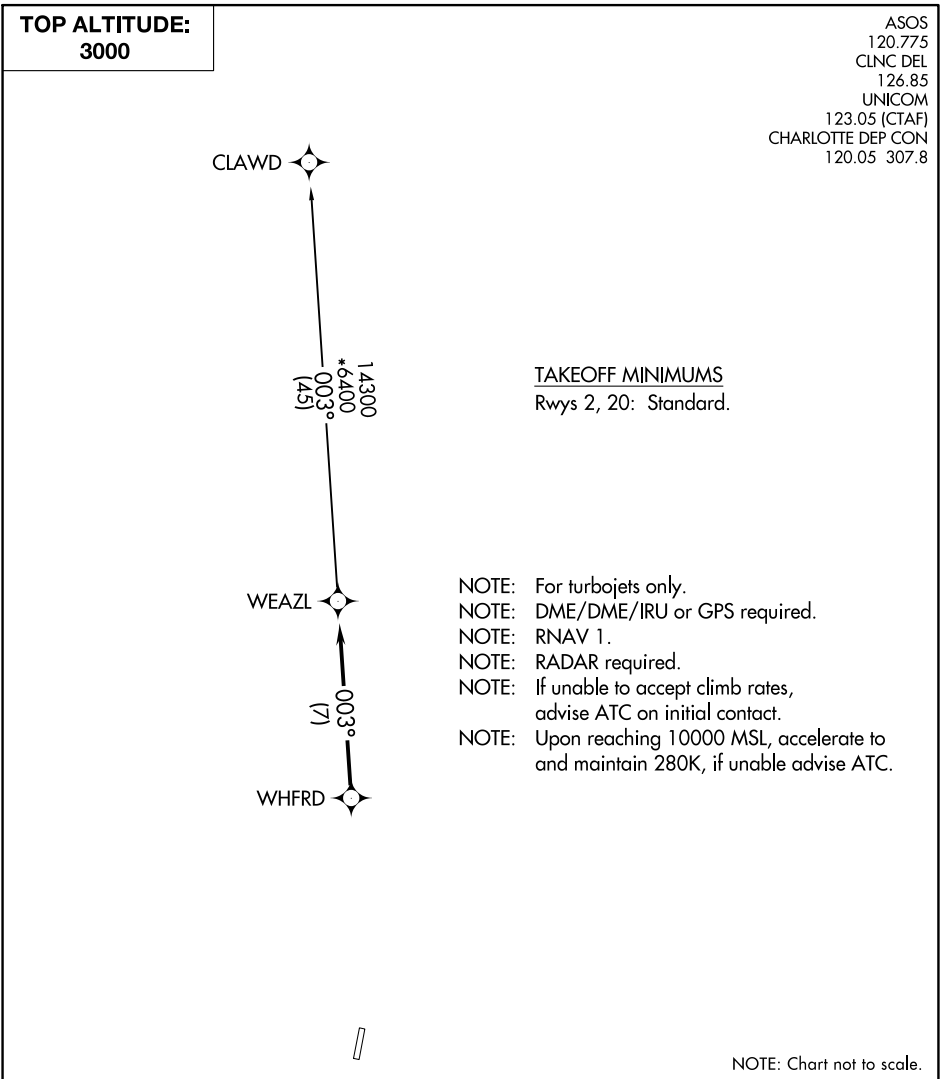 TOP ALTITUDE:
3000
ASOS
120.775
CLNC DEL
126.85
UNICOM
123.05 (CTAF)
CHARLOTTE DEP CON
120.05 307.8
CLAWD
14300
*6400
003°
(45)
TAKEOFF MINIMUMS
Rwys 2, 20: Standard.
WEAZL
NOTE: For turbojets only.
NOTE: DME/DME/IRU or GPS required.
NOTE: RNAV 1.
NOTE: RADAR required.
NOTE: If unable to accept climb rates,
advise ATC on initial contact.
NOTE: Upon reaching 10000 MSL, accelerate to
and maintain 280K, if unable advise ATC.
003°
(7)
WHFRD
NOTE: Chart not to scale.